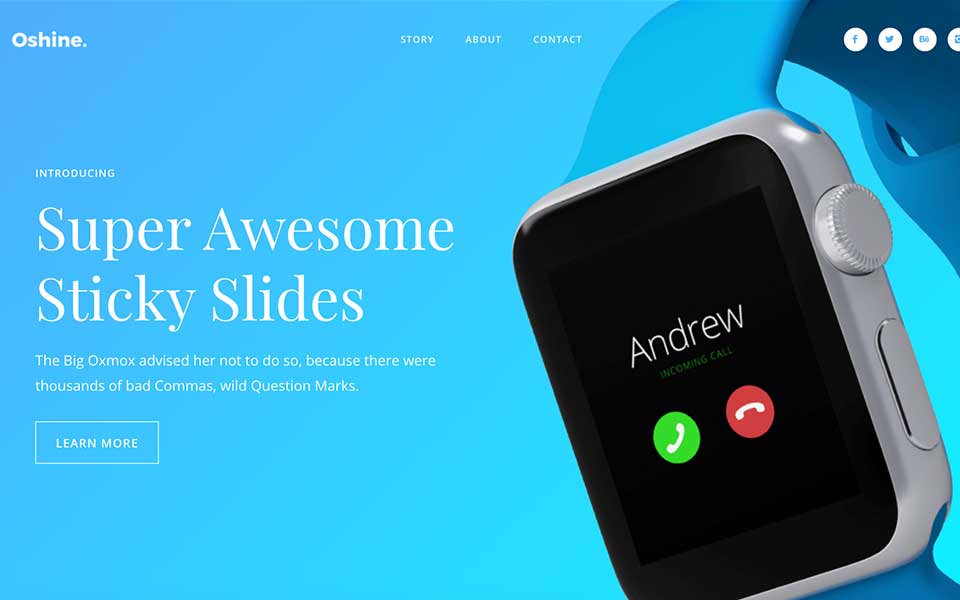 Oshine.
STORY ABOUT CONTACT
Bē
INTRODUCING
Super Awesome
Sticky Slides
The Big Oxmox advised her not to do so, because there were
thousands of bad Commas, wild Question Marks.
LEARN MORE
Andrew
INCOMING CALL